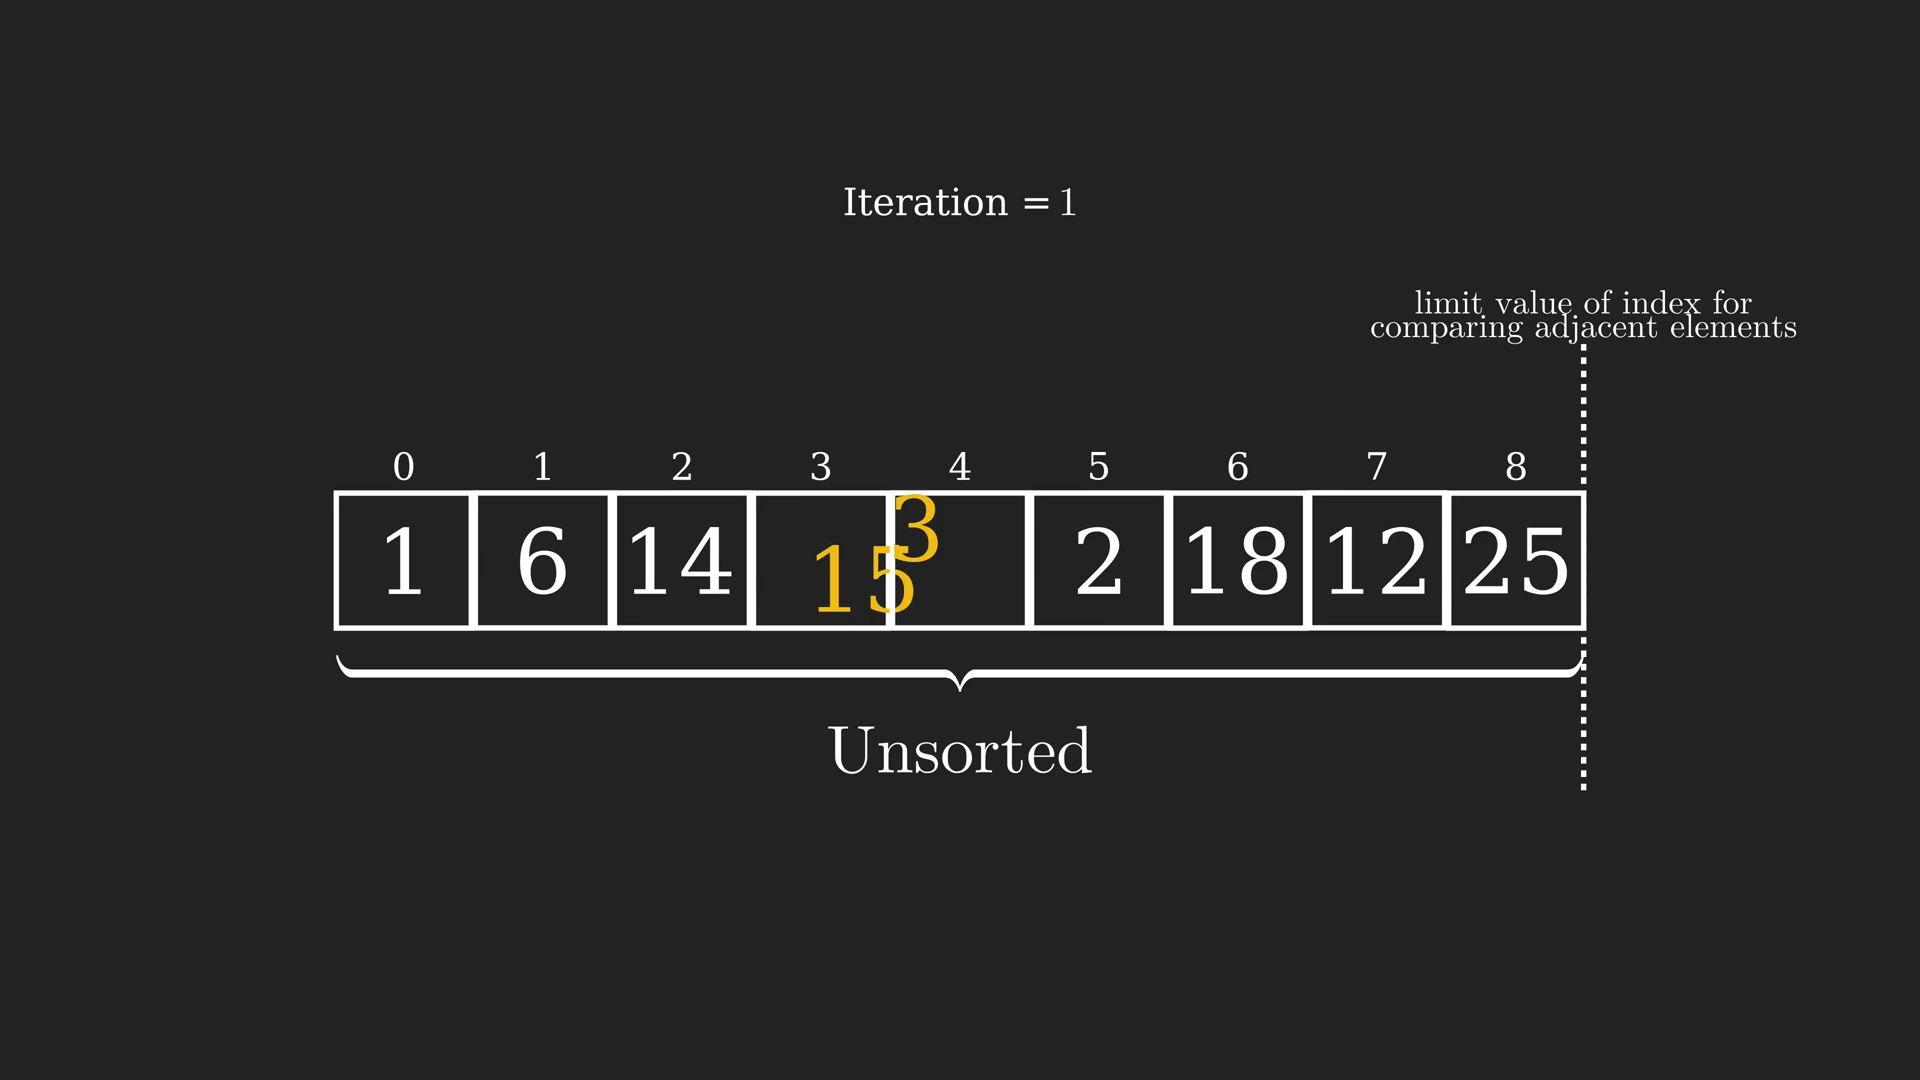 Iteration = 1
limit value of index for
comparing adjacent elements
0 1 2 3 4 5 6 7 8
1 6 14 15 3 2 18 12 25
Unsorted